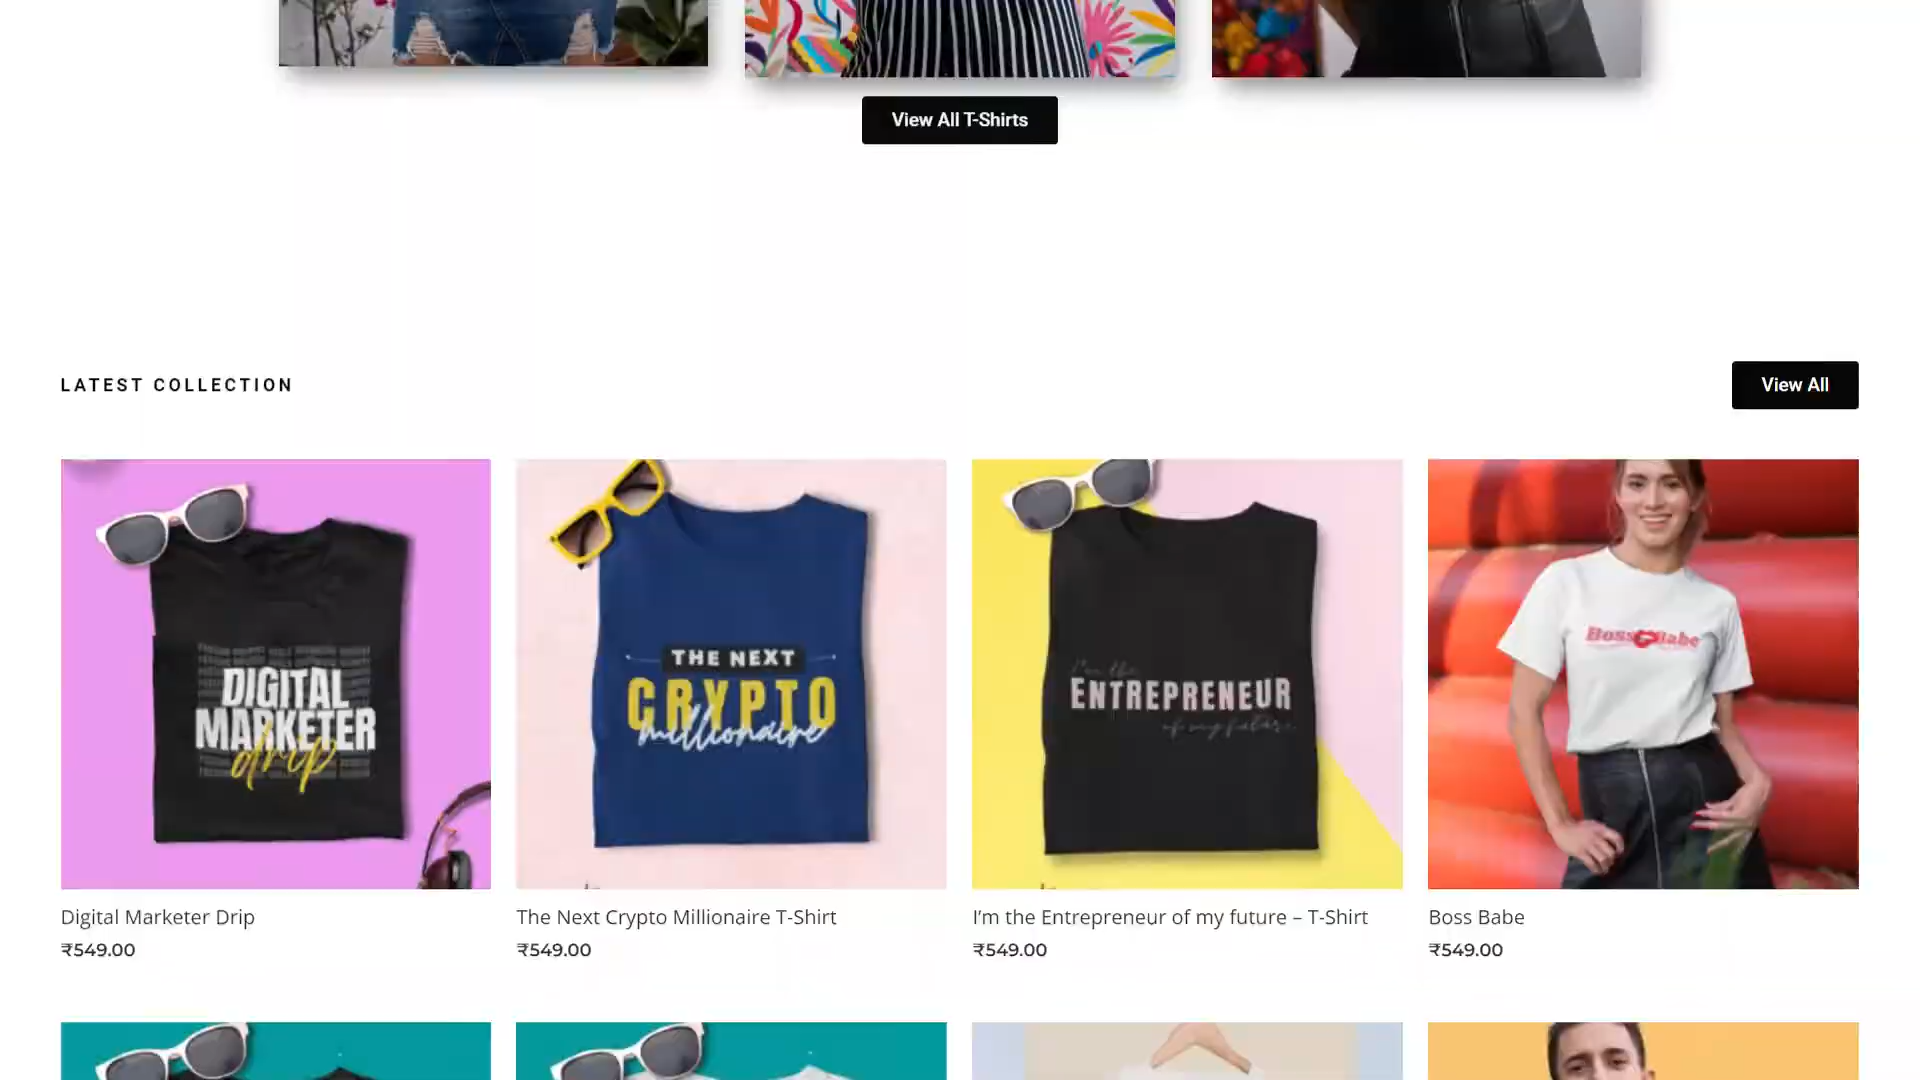 View All T-Shirts
LATEST COLLECTION
View All
DIGITAL
MARKETER
drip
THE NEXT
CRYPTO
millionaire
I'm the
ENTREPRENEUR
of my future
Boss Babe
Digital Marketer Drip
The Next Crypto Millionaire T-Shirt
I'm the Entrepreneur of my future – T-Shirt
Boss Babe
₹549.00
₹549.00
₹549.00
₹549.00